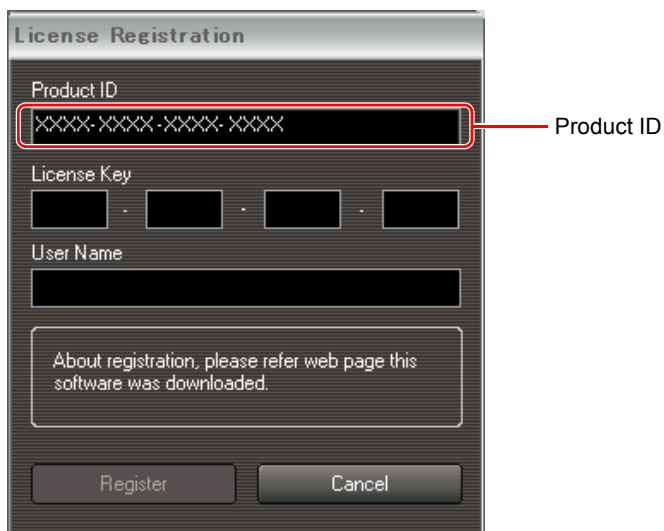 License Registration
Product ID
XXXX-XXXX-XXXX-XXXX
Product ID
License Key
- - -
User Name
About registration, please refer web page this
software was downloaded.
Register Cancel